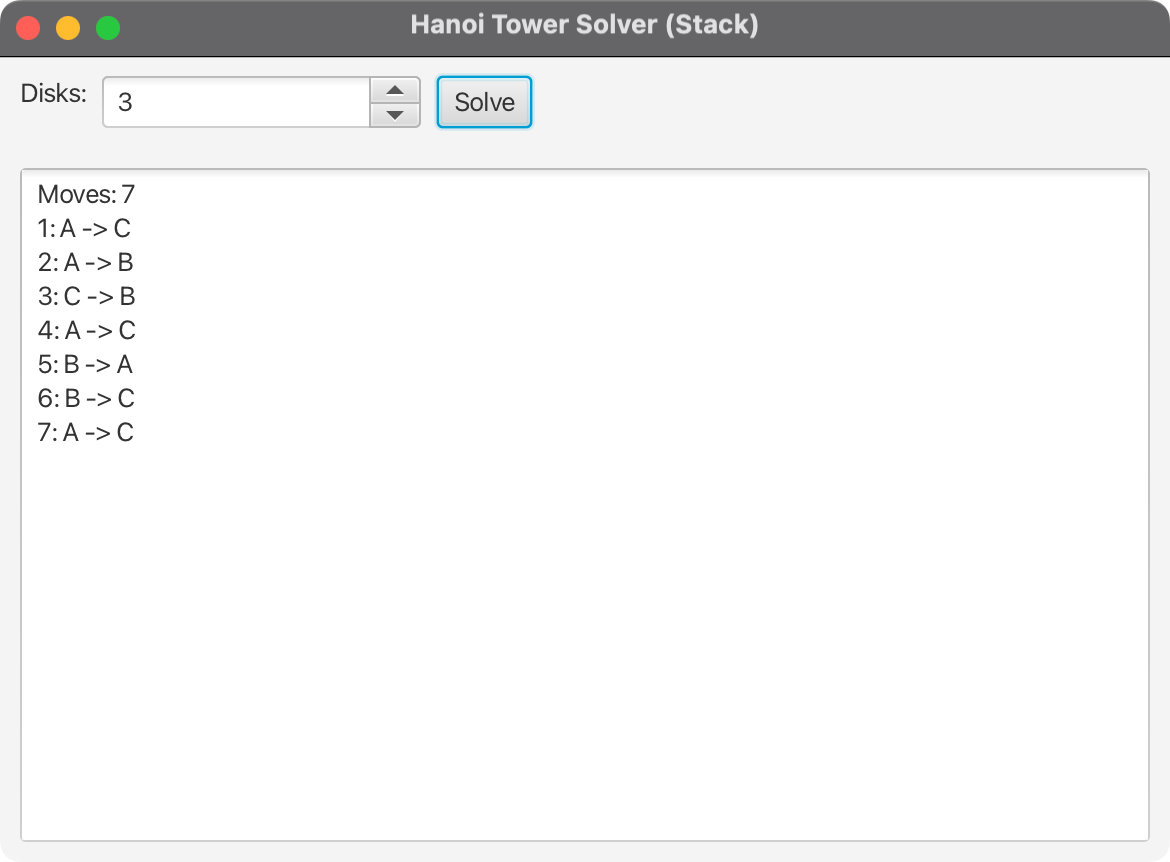 Hanoi Tower Solver (Stack)
Disks: 3 Solve
Moves: 7
1: A -> C
2: A -> B
3: C -> B
4: A -> C
5: B -> A
6: B -> C
7: A -> C